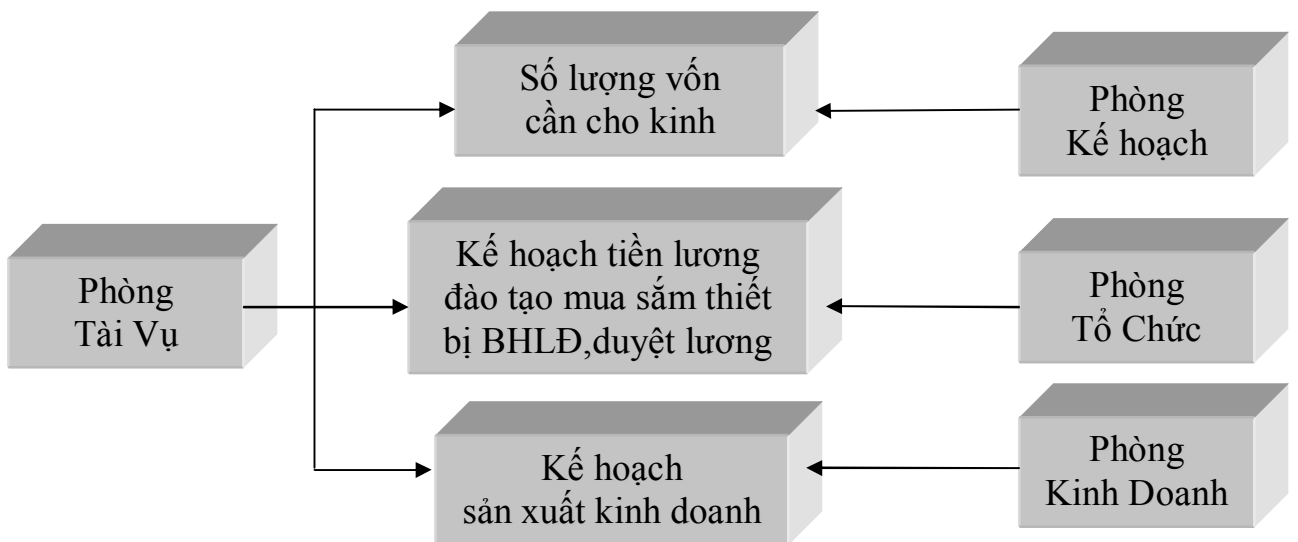 Số lượng vốn
cần cho kinh
Phòng
Kế hoạch
Phòng
Tài Vụ
Kế hoạch tiền lương
đào tạo mua sắm thiết
bị BHLĐ,duyệt lương
Phòng
Tổ Chức
Kế hoạch
sản xuất kinh doanh
Phòng
Kinh Doanh